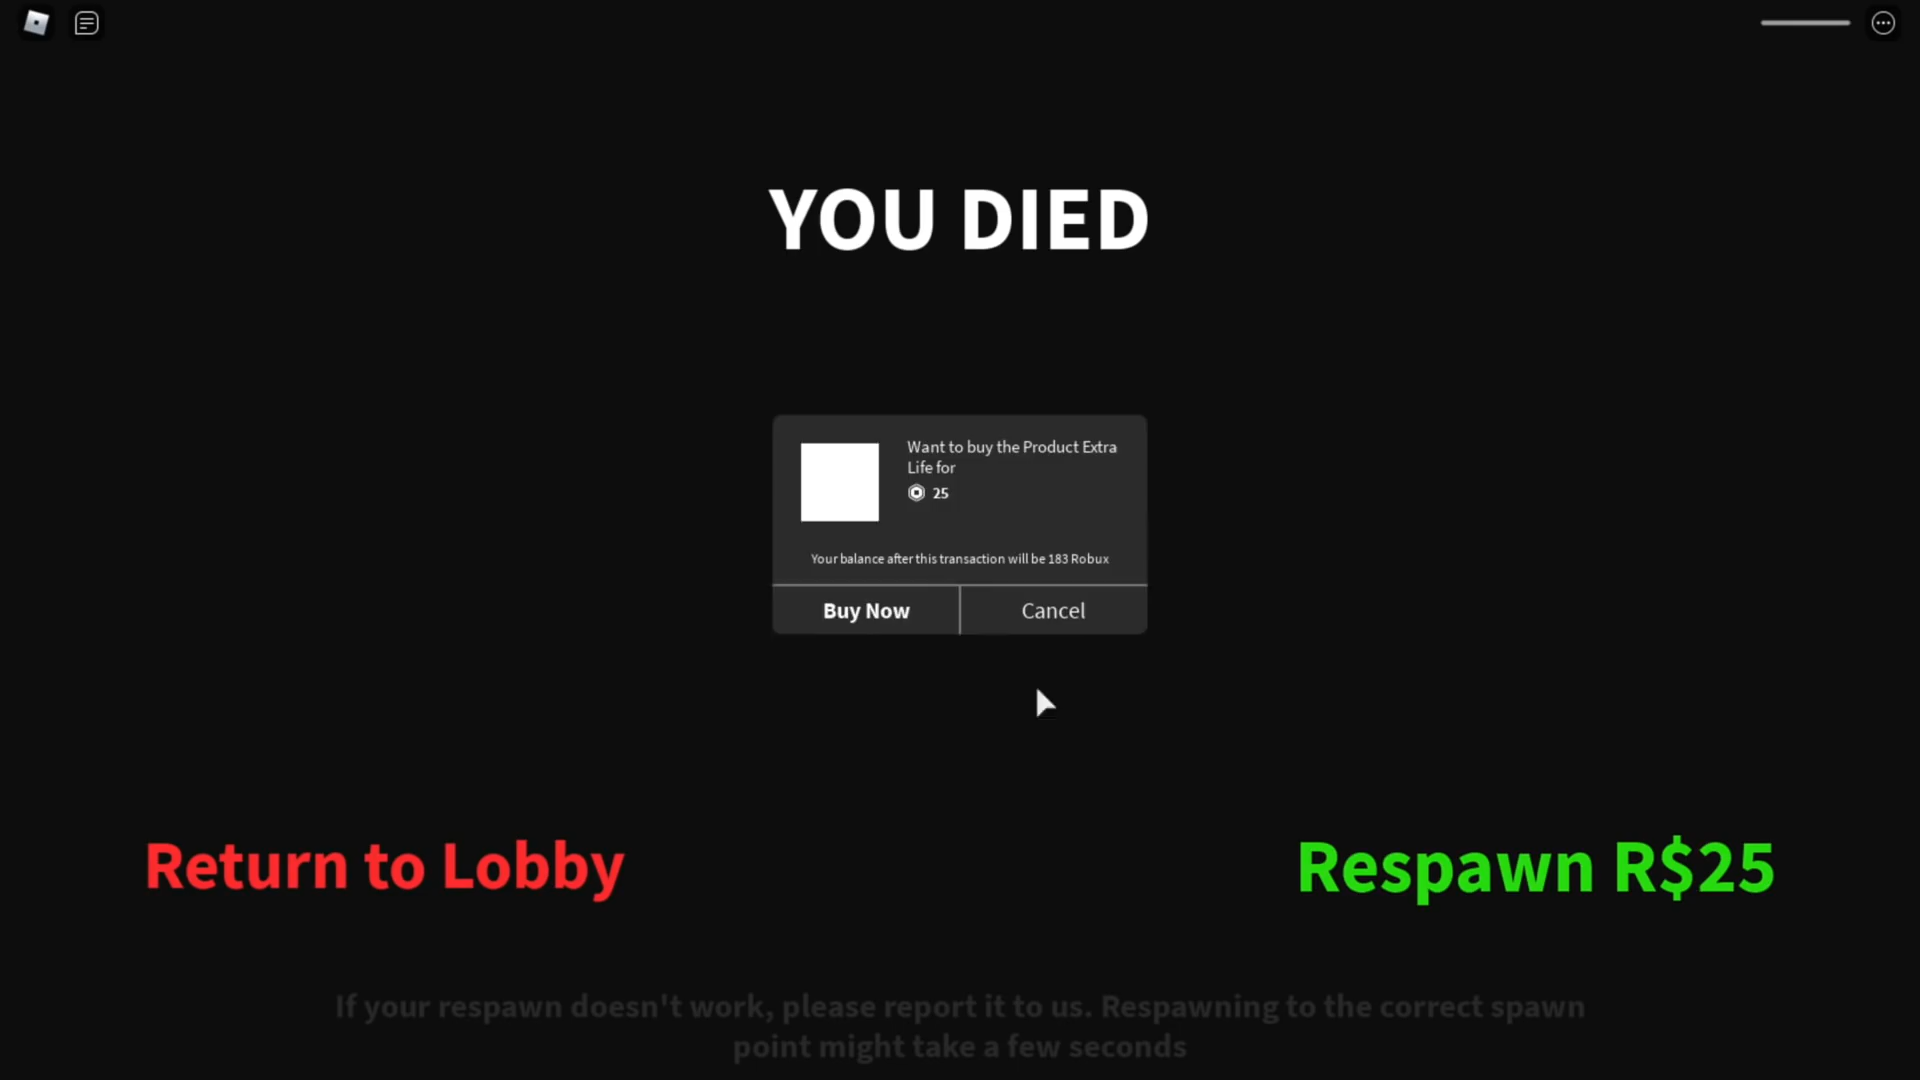 YOU DIED
Want to buy the Product Extra
Life for
25
Your balance after this transaction will be 183 Robux
Buy Now
Cancel
Return to Lobby
Respawn R$25
If your respawn doesn't work, please report it to us. Respawning to the correct spawn
point might take a few seconds